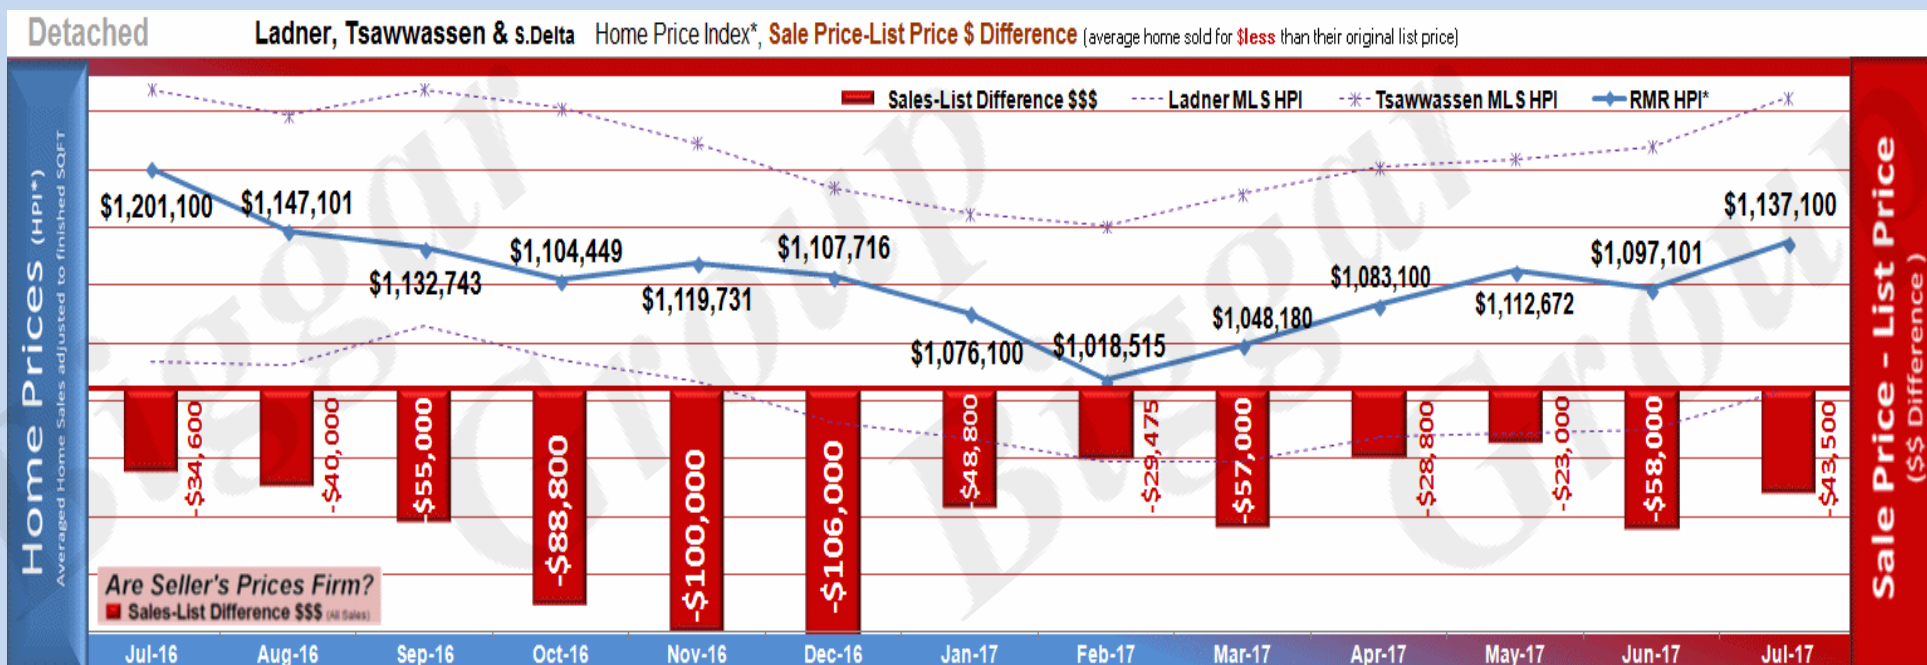 Detached
Ladner, Tsawwassen & S.Delta Home Price Index*, Sale Price-List Price $ Difference (average home sold for $less than their original list price)
Sales-List Difference $$$ Ladner MLS HPI Tsawwassen MLS HPI RMR HPI*
Home Prices (HPI*)
Averaged Home Sales adjusted to finished SQFT
$1,201,100 $1,147,101 $1,132,743 $1,104,449 $1,119,731 $1,107,716 $1,076,100 $1,018,515 $1,048,180 $1,083,100 $1,112,672 $1,097,101 $1,137,100
-$34,600 -$40,000 -$55,000 -$88,800 -$100,000 -$106,000 -$48,800 -$29,475 -$57,000 -$28,800 -$23,000 -$58,000 -$43,500
Are Seller's Prices Firm?
Sales-List Difference $$$ (All Sales)
Jul-16 Aug-16 Sep-16 Oct-16 Nov-16 Dec-16 Jan-17 Feb-17 Mar-17 Apr-17 May-17 Jun-17 Jul-17
Sale Price - List Price
($$ Difference )
Biggar Group
Biggar Group